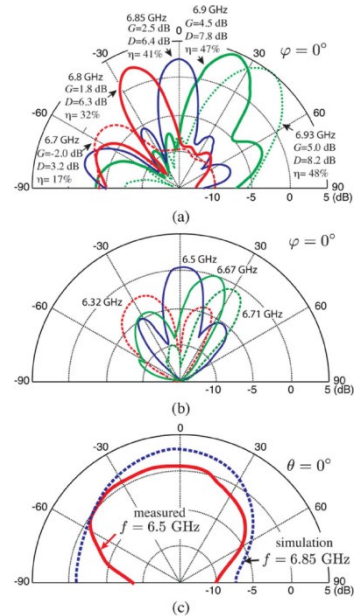 6.85 GHz
G=2.5 dB
D=6.4 dB
η= 41%
6.9 GHz
G=4.5 dB
D=7.8 dB
η= 47%
φ = 0°
-30
30
6.8 GHz
G=1.8 dB
D=6.3 dB
η= 32%
-60
60
6.7 GHz
G=-2.0 dB
D=3.2 dB
η= 17%
6.93 GHz
G=5.0 dB
D=8.2 dB
η= 48%
-90
-10
-5
0
5 (dB)
(a)
0
φ = 0°
-30
30
6.5 GHz
6.67 GHz
6.32 GHz
6.71 GHz
-60
60
-90
-10
-5
0
5 (dB)
(b)
0
θ = 0°
-30
30
-60
60
measured
f = 6.5 GHz
simulation
f = 6.85 GHz
-90
-10
-5
0
5 (dB)
(c)